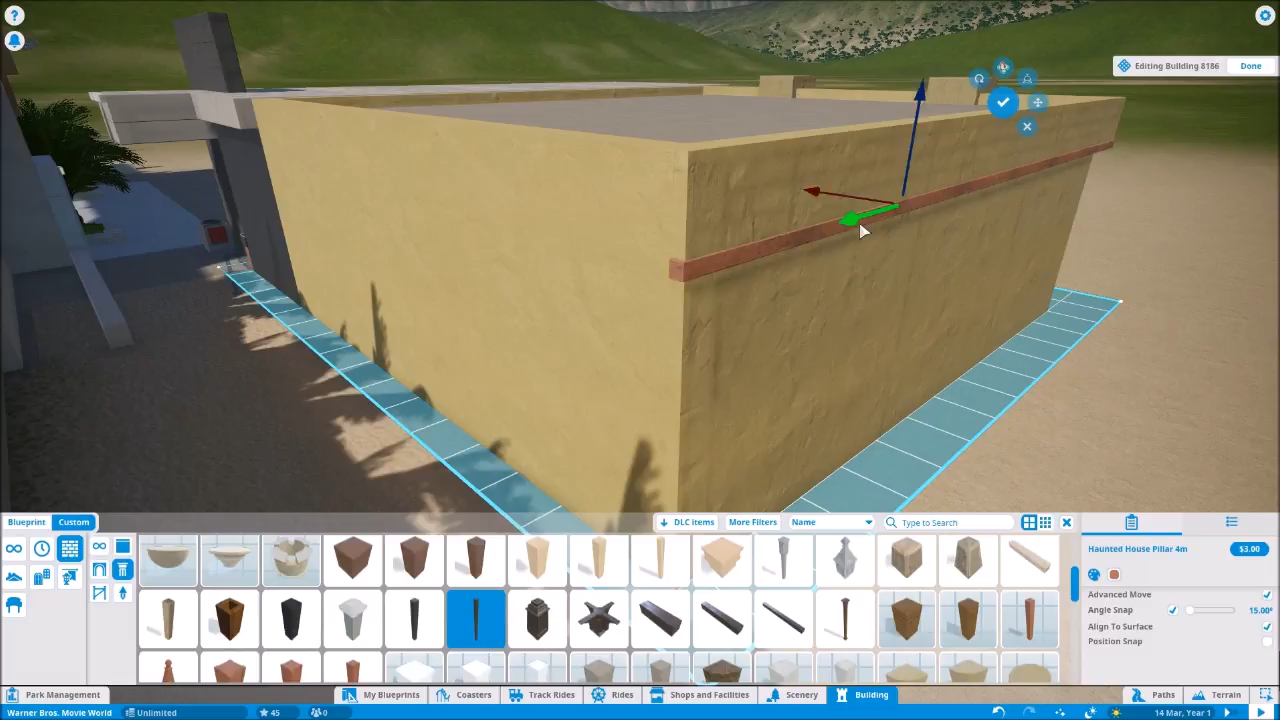 ?
Editing Building 8186 Done
Blueprint Custom
DLC items More Filters Name Type to Search
Haunted House Pillar 4m $3.00
Advanced Move
Angle Snap 15.00°
Align To Surface
Position Snap
Park Management My Blueprints Coasters Track Rides Rides Shops and Facilities Scenery Building Paths Terrain
Warner Bros. Movie World Unlimited 45 0 14 Mar, Year 1